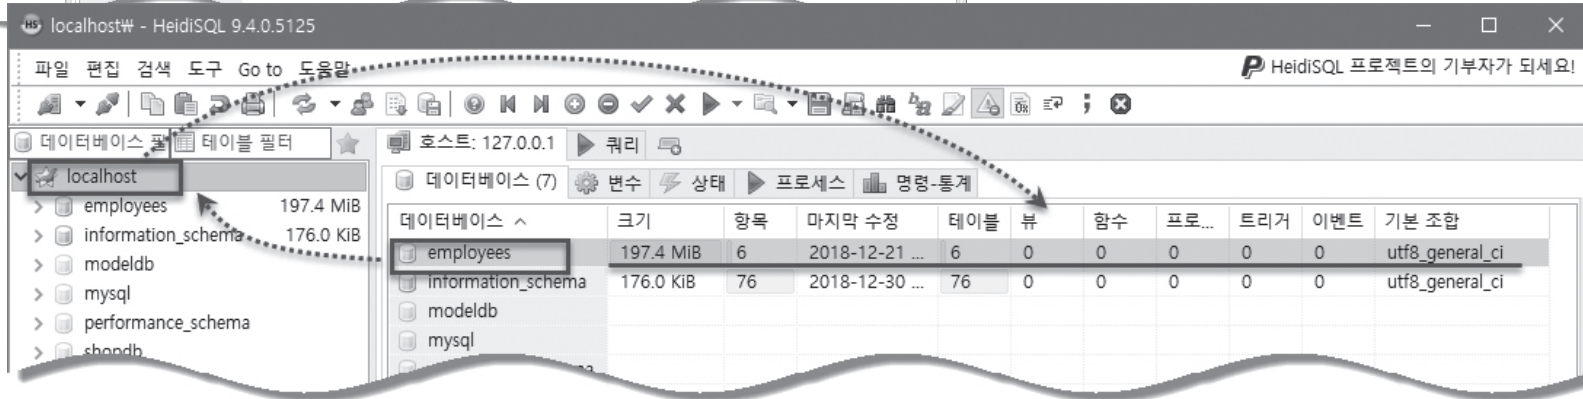 HS localhost₩ - HeidiSQL 9.4.0.5125
파일 편집 검색 도구 Go to 도움말
HeidiSQL 프로젝트의 기부자가 되세요!
데이터베이스 필 테이블 필터
호스트: 127.0.0.1 쿼리
localhost
employees 197.4 MiB
information_schema 176.0 KiB
modeldb
mysql
performance_schema
shopdb
데이터베이스 (7) 변수 상태 프로세스 명령-통계
데이터베이스 크기 항목 마지막 수정 테이블 뷰 함수 프로... 트리거 이벤트 기본 조합
employees 197.4 MiB 6 2018-12-21 ... 6 0 0 0 0 0 utf8_general_ci
information_schema 176.0 KiB 76 2018-12-30 ... 76 0 0 0 0 0 utf8_general_ci
modeldb
mysql